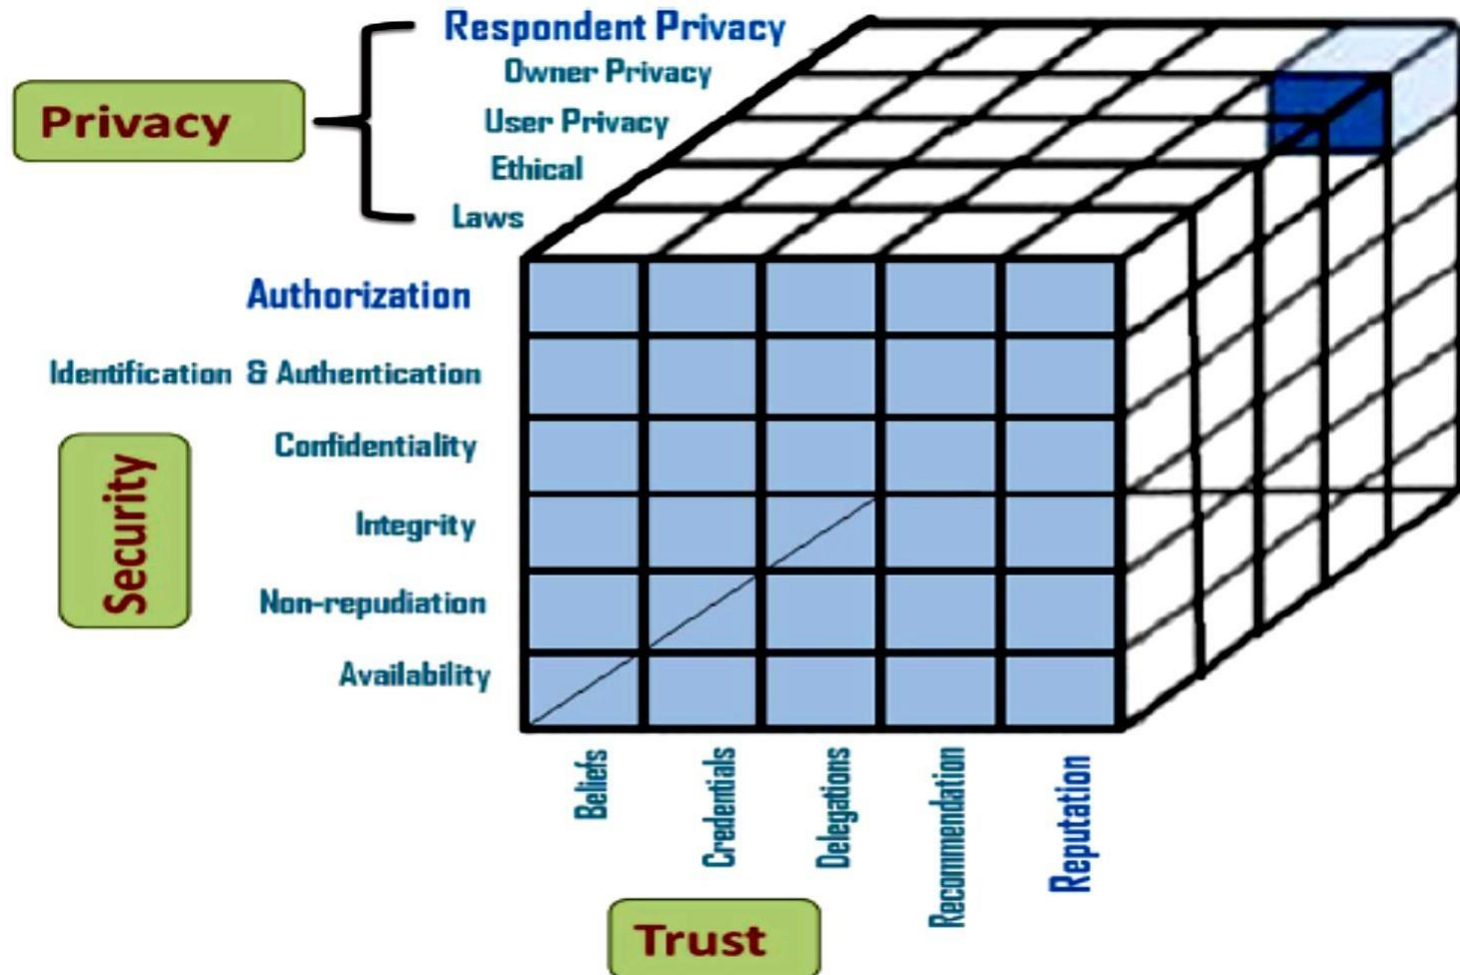 Respondent Privacy
Owner Privacy
Privacy
User Privacy
Ethical
Laws
Authorization
Identification & Authentication
Confidentiality
Security
Integrity
Non-repudiation
Availability
Beliefs
Credentials
Delegations
Recommendation
Reputation
Trust